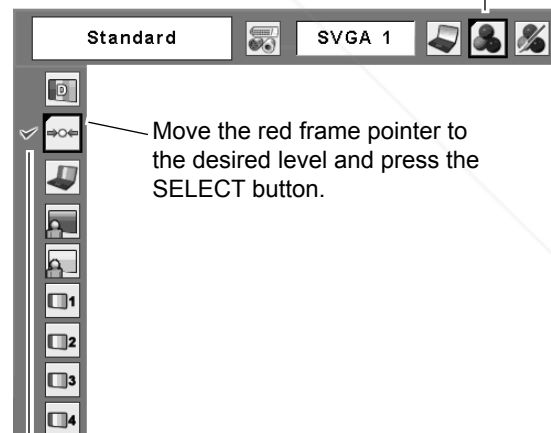 Standard
SVGA 1
D
Move the red frame pointer to
the desired level and press the
SELECT button.
1
2
3
4